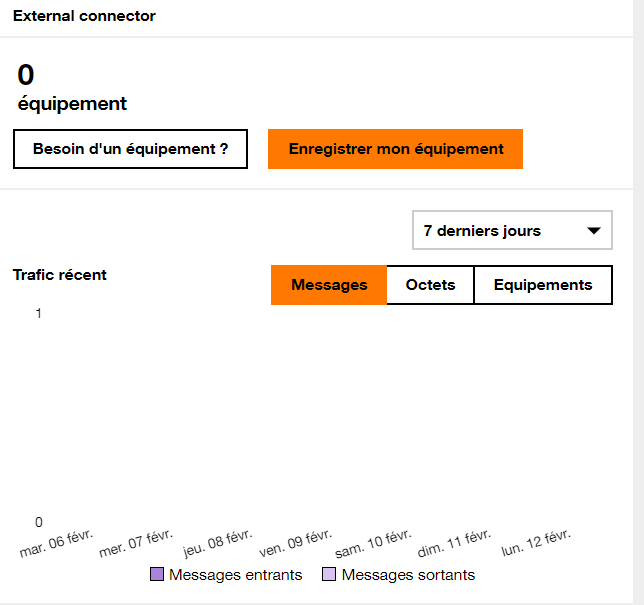 External connector
0
équipement
Besoin d'un équipement ? Enregistrer mon équipement
7 derniers jours
Trafic récent Messages Octets Equipements
1
0
mar. 06 févr. mer. 07 févr. jeu. 08 févr. ven. 09 févr. sam. 10 févr. dim. 11 févr. lun. 12 févr.
Messages entrants Messages sortants